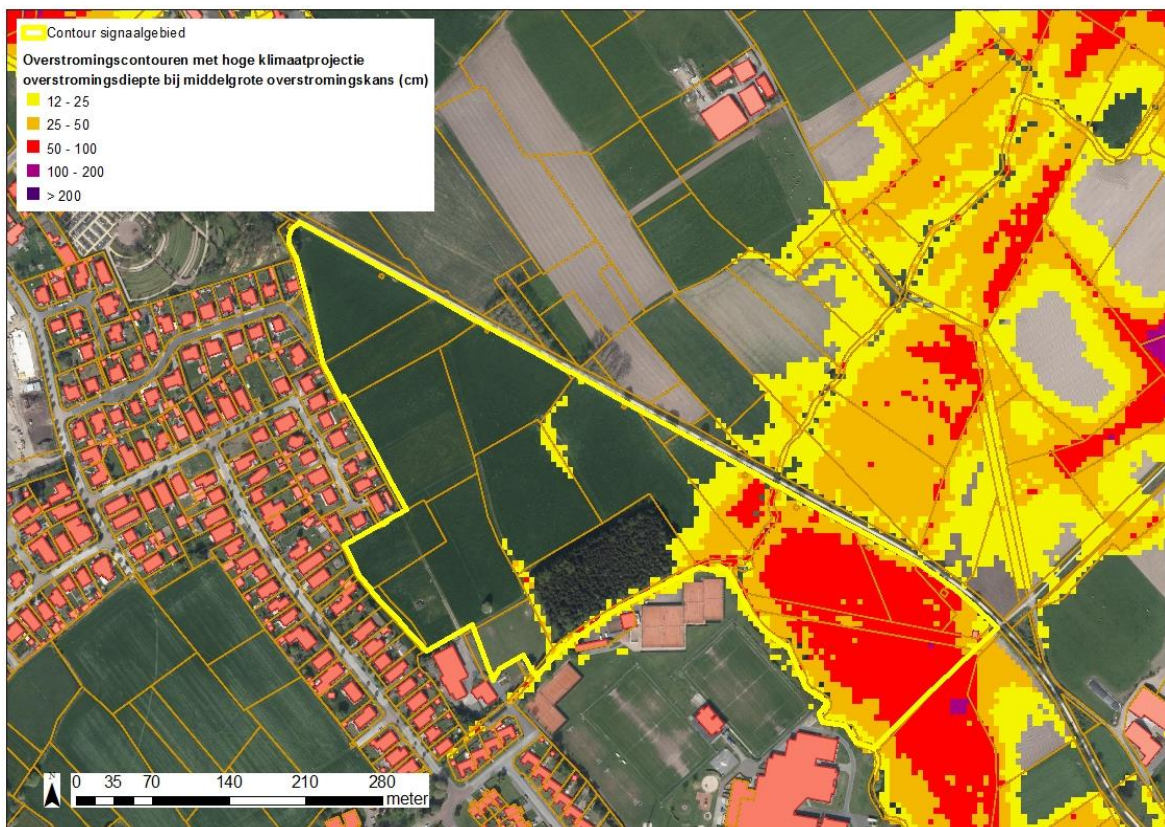 Contour signaalgebied
Overstromingscontouren met hoge klimaatprojectie
overstromingsdiepte bij middelgrote overstromingskans (cm)
12 - 25
25 - 50
50 - 100
100 - 200
> 200
N
0 35 70 140 210 280
meter